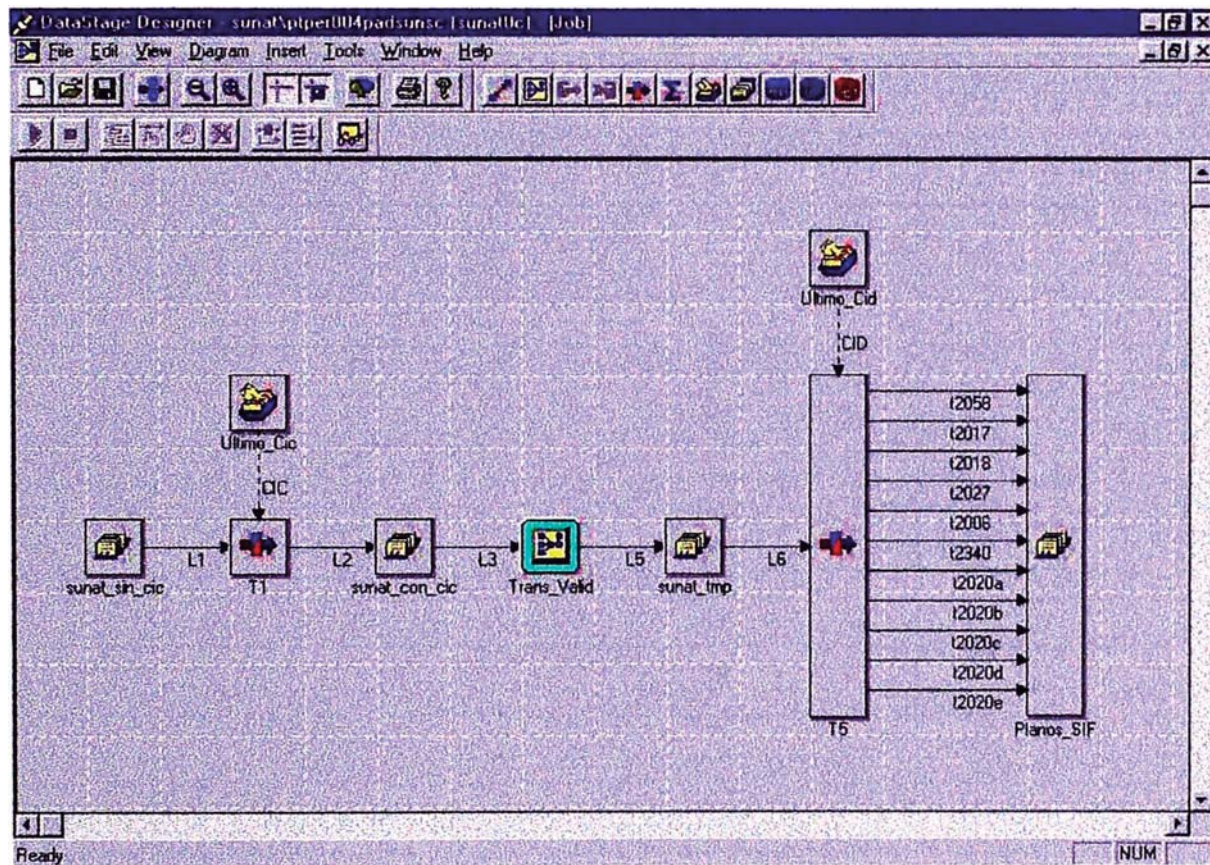 DataStage Designer - sunat\ptper004padsunsc [sunat0c] [Job]
File Edit View Diagram Insert Tools Window Help
Ultimo_Cid
CID
Ultimo_Cic
CIC
t2058
t2017
t2018
t2027
t2008
t2340
t2020a
t2020b
t2020c
t2020d
t2020e
L1
L2
L3
L5
L6
sunat_sin_cic
T1
sunat_con_cic
Trans_Valid
sunat_tmp
T5
Planos_SIF
Ready
NUM